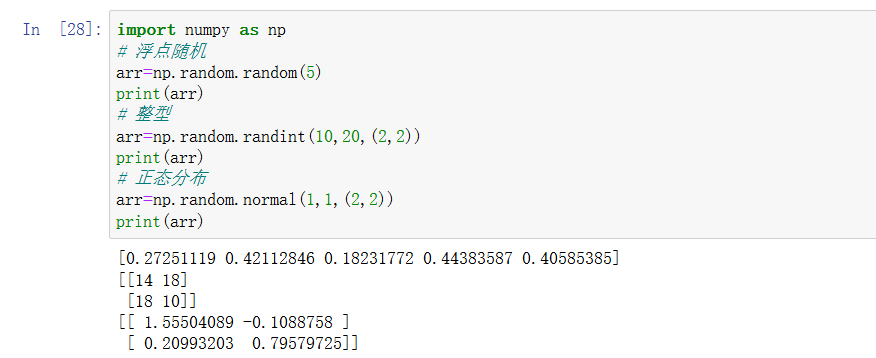 In [28]: import numpy as np
# 浮点随机
arr=np.random.random(5)
print(arr)
# 整型
arr=np.random.randint(10,20,(2,2))
print(arr)
# 正态分布
arr=np.random.normal(1,1,(2,2))
print(arr)
[0.27251119 0.42112846 0.18231772 0.44383587 0.40585385]
[[14 18]
 [18 10]]
[[ 1.55504089 -0.1088758 ]
 [ 0.20993203  0.79579725]]